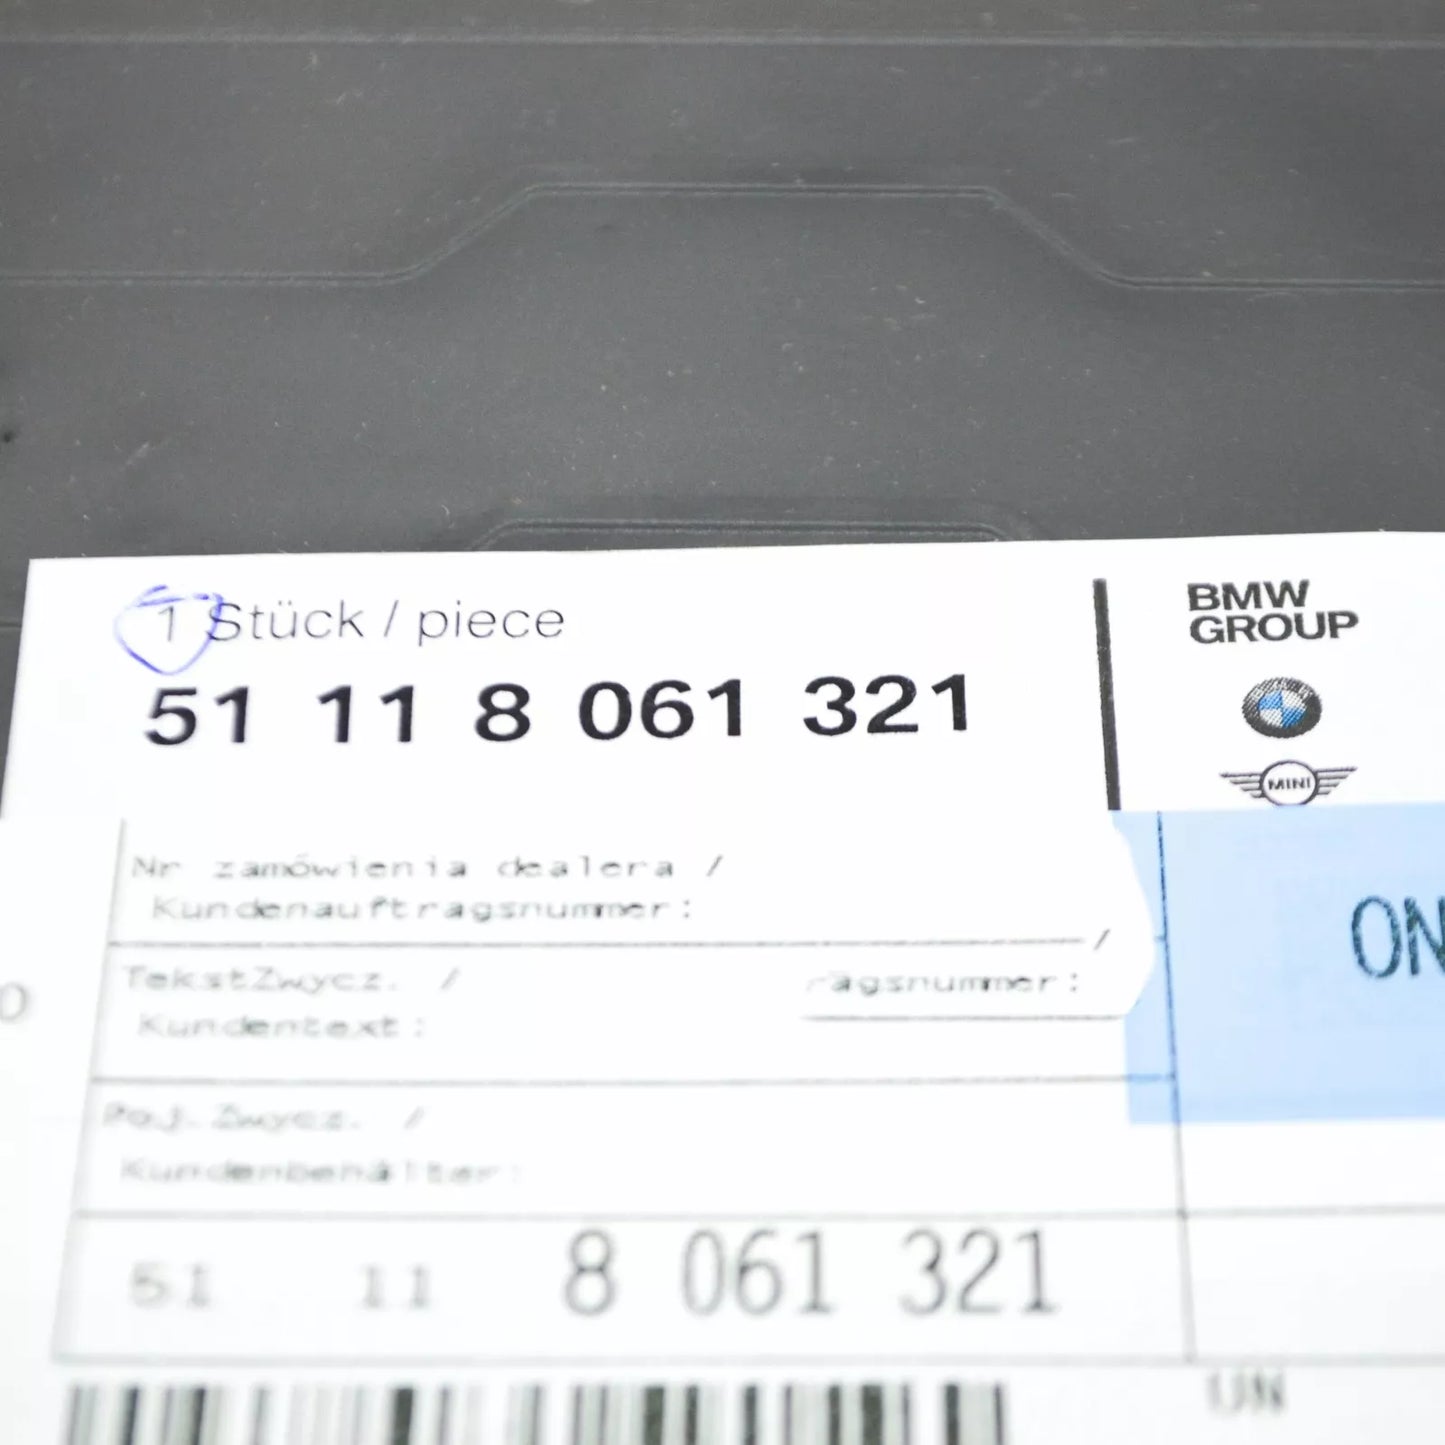 1 Stück / piece
51 11 8 061 321
BMW
GROUP
MINI
Nr zamówienia dealera /
Kundenauftragsnummer:
/
TekstZwycz. /
ragsnummer:
Kundentext:
Poj.Zwycz. /
Kundenbehälter:
51 11 8 061 321
ON
UN